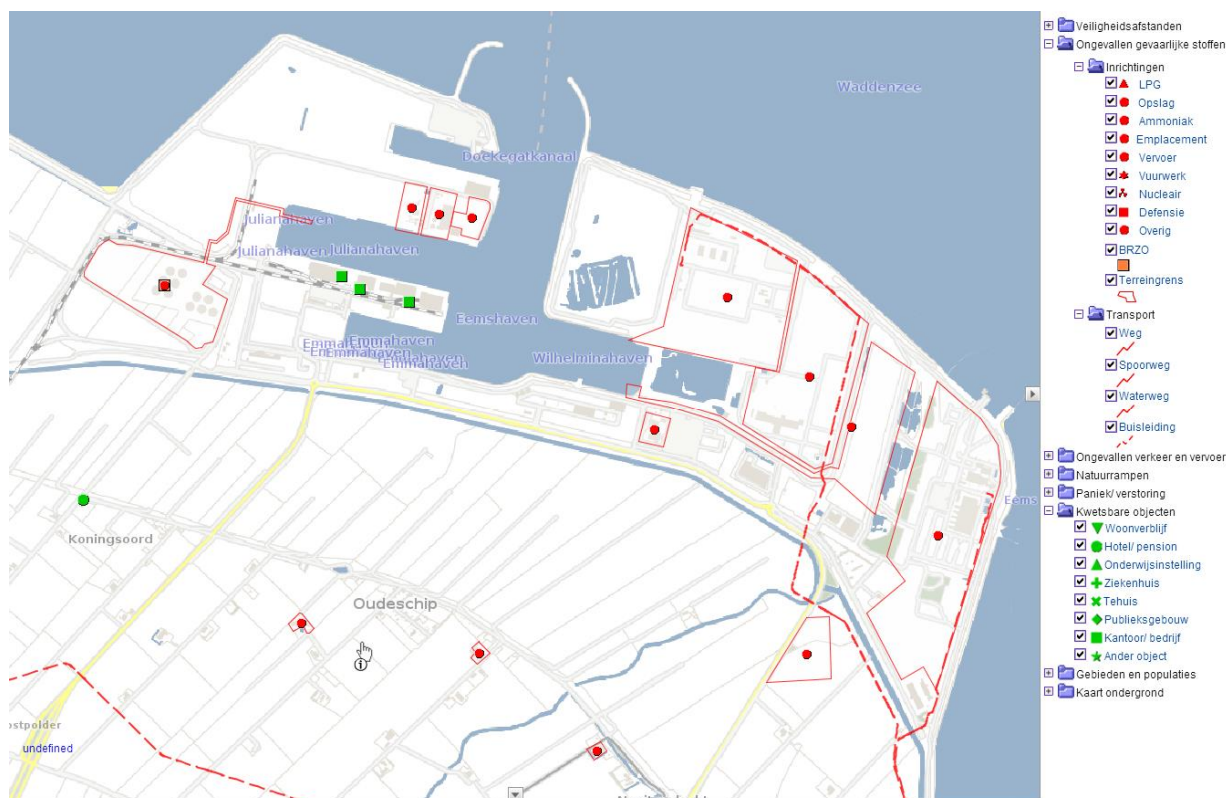 Waddenzee
Doekegatkanaal
Julianahaven
Julianahaven
Julianahaven
Eemshaven
Emmahaven
Emmahaven
Emmahaven
Emmahaven
Emmahaven
Wilhelminahaven
Eems
Koningsoord
Oudeschip
ostpolder
undefined
Veiligheidsafstanden
Ongevallen gevaarlijke stoffen
Inrichtingen
LPG
Opslag
Ammoniak
Emplacement
Vervoer
Vuurwerk
Nucleair
Defensie
Overig
BRZO
Terreingrens
Transport
Weg
Spoorweg
Waterweg
Buisleiding
Ongevallen verkeer en vervoer
Natuurrampen
Paniek/ verstoring
Kwetsbare objecten
Woonverblijf
Hotel/ pension
Onderwijsinstelling
Ziekenhuis
Tehuis
Publieksgebouw
Kantoor/ bedrijf
Ander object
Gebieden en populaties
Kaart ondergrond